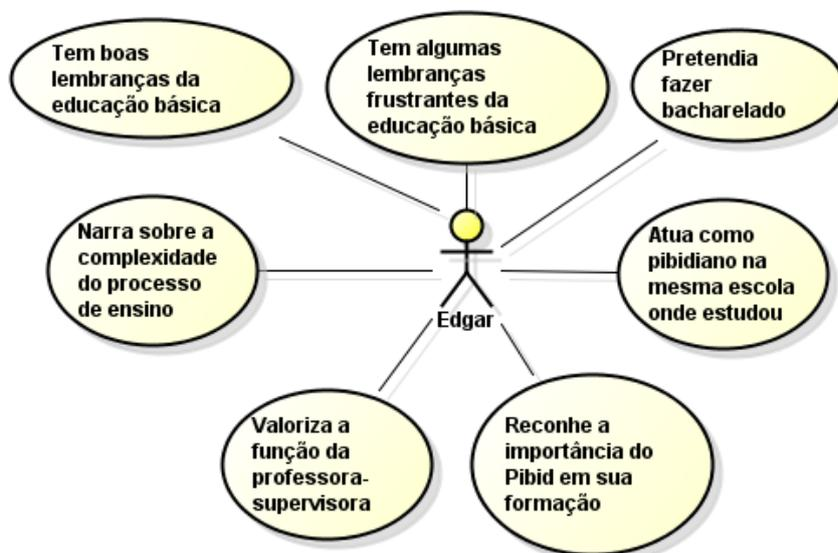 Tem boas
lembranças da
educação básica
Tem algumas
lembranças
frustrantes da
educação básica
Pretendia
fazer
bacharelado
Narra sobre a
complexidade
do processo
de ensino
Edgar
Atua como
pibidiano na
mesma escola
onde estudou
Valoriza a
função da
professora-
supervisora
Reconhe a
importância do
Pibid em sua
formação